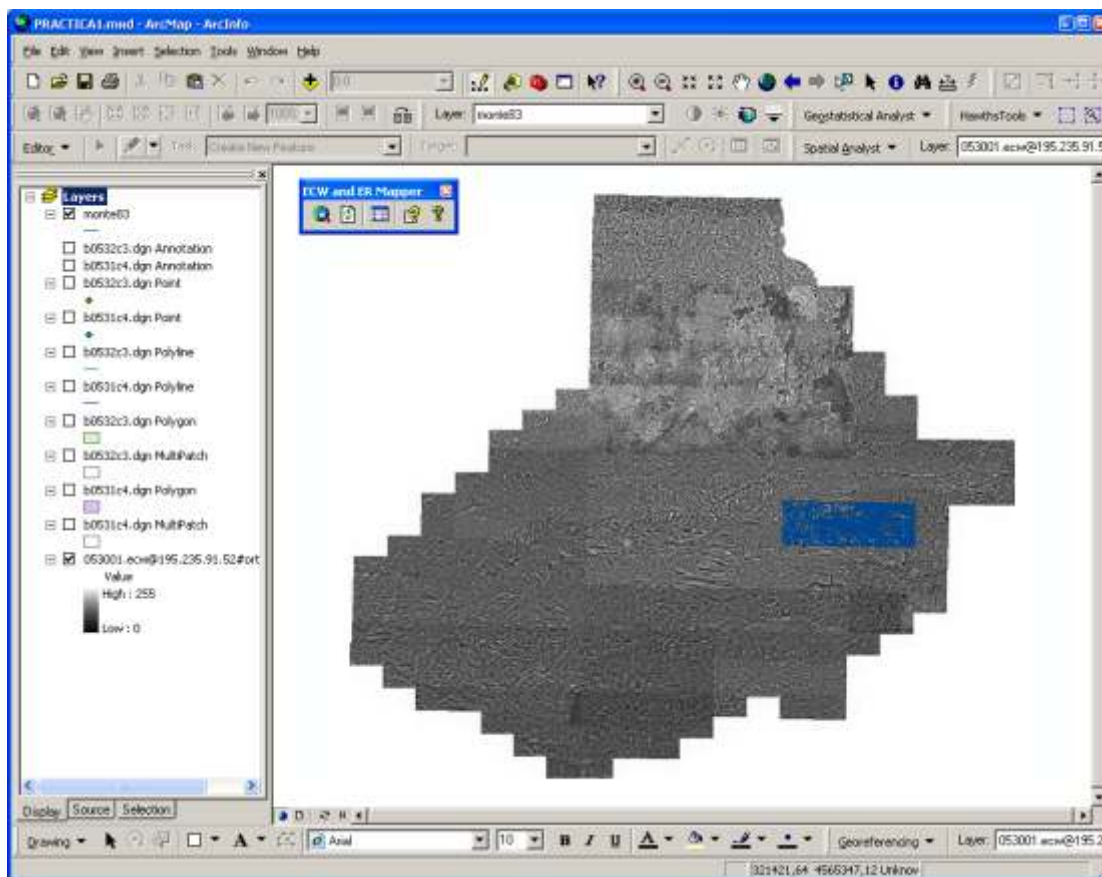 PRACTICA1.mxd - ArcMap - ArcInfo
File Edit View Insert Selection Tools Window Help
0.0
1000 Layer: monte83 Geostatistical Analyst HawthsTools
Editor Task: Create New Feature Target: Spatial Analyst Layer: 053001.ecw@195.235.91.5
ECW and ER Mapper
Layers
monte83
b0532c3.dgn Annotation
b0531c4.dgn Annotation
b0532c3.dgn Point
b0531c4.dgn Point
b0532c3.dgn Polyline
b0531c4.dgn Polyline
b0532c3.dgn Polygon
b0532c3.dgn MultiPatch
b0531c4.dgn Polygon
b0531c4.dgn MultiPatch
053001.ecw@195.235.91.52#ort
Value
High : 255
Low : 0
Display Source Selection
Drawing A Arial 10 B I U A Georeferencing Layer: 053001.ecw@195.2
321421,64 4565347,12 Unknow